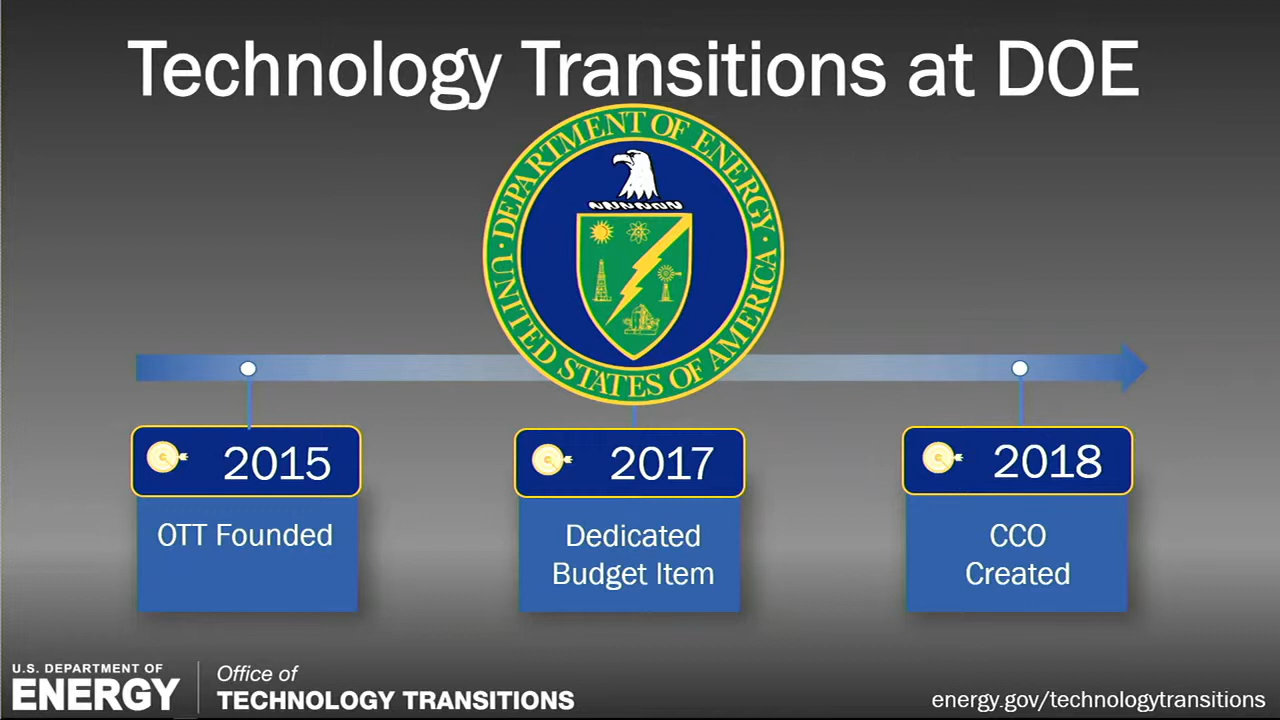 Technology Transitions at DOE
DEPARTMENT OF ENERGY
UNITED STATES OF AMERICA
2015
OTT Founded
2017
Dedicated
Budget Item
2018
CCO
Created
U.S. DEPARTMENT OF
ENERGY
Office of
TECHNOLOGY TRANSITIONS
energy.gov/technologytransitions